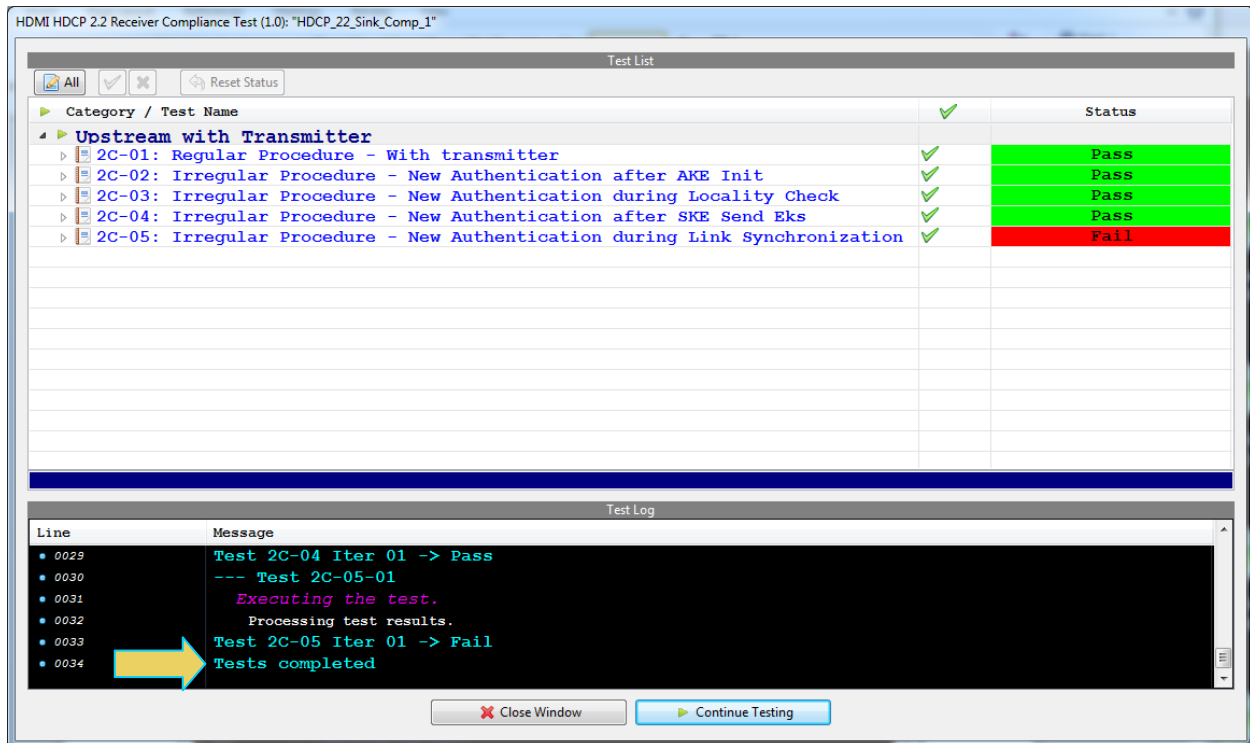 HDMI HDCP 2.2 Receiver Compliance Test (1.0): "HDCP_22_Sink_Comp_1"
Test List
All Reset Status
Category / Test Name Status
Upstream with Transmitter
2C-01: Regular Procedure - With transmitter Pass
2C-02: Irregular Procedure - New Authentication after AKE Init Pass
2C-03: Irregular Procedure - New Authentication during Locality Check Pass
2C-04: Irregular Procedure - New Authentication after SKE Send Eks Pass
2C-05: Irregular Procedure - New Authentication during Link Synchronization Fail
Test Log
Line Message
0029 Test 2C-04 Iter 01 -> Pass
0030 --- Test 2C-05-01
0031 Executing the test.
0032 Processing test results.
0033 Test 2C-05 Iter 01 -> Fail
0034 Tests completed
Close Window Continue Testing